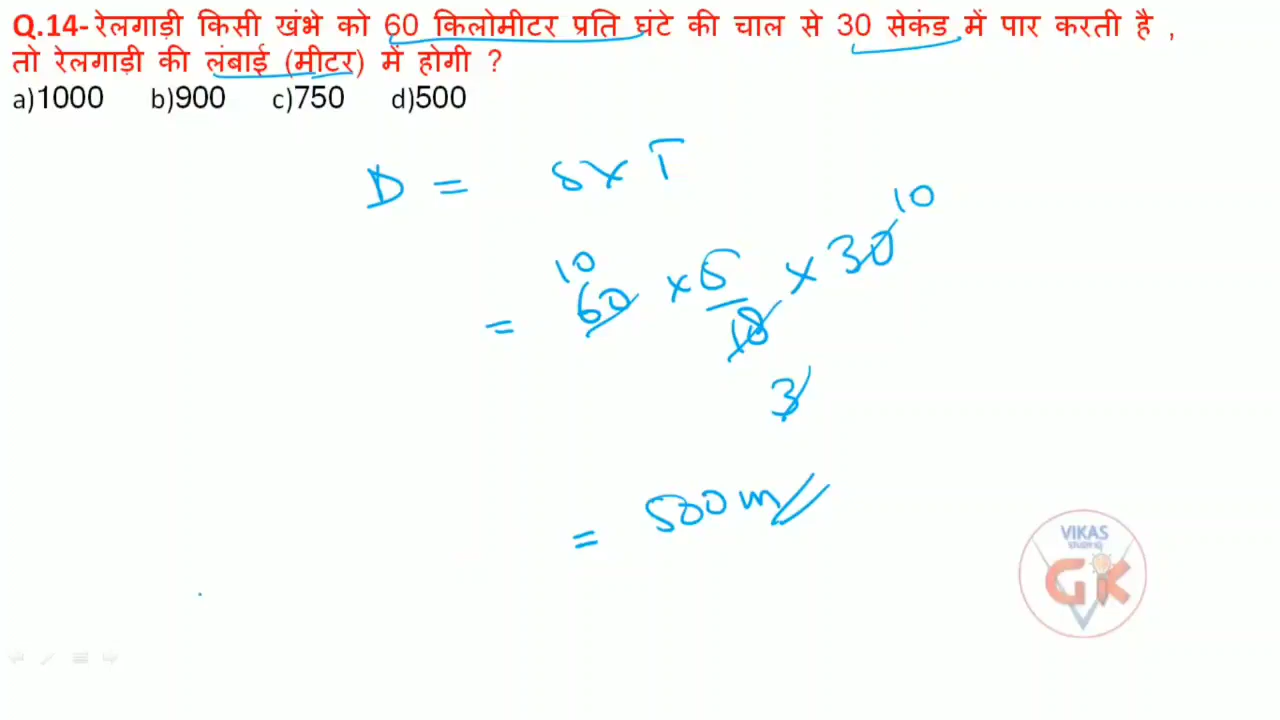 Q.14- रेलगाड़ी किसी खंभे को 60 किलोमीटर प्रति घंटे की चाल से 30 सेकंड में पार करती है ,
तो रेलगाड़ी की लंबाई (मीटर) में होगी ?
a)1000 b)900 c)750 d)500
D = S x T
10 10
= 60 x 5 x 30
18
3
= 500 m
VIKAS
GK